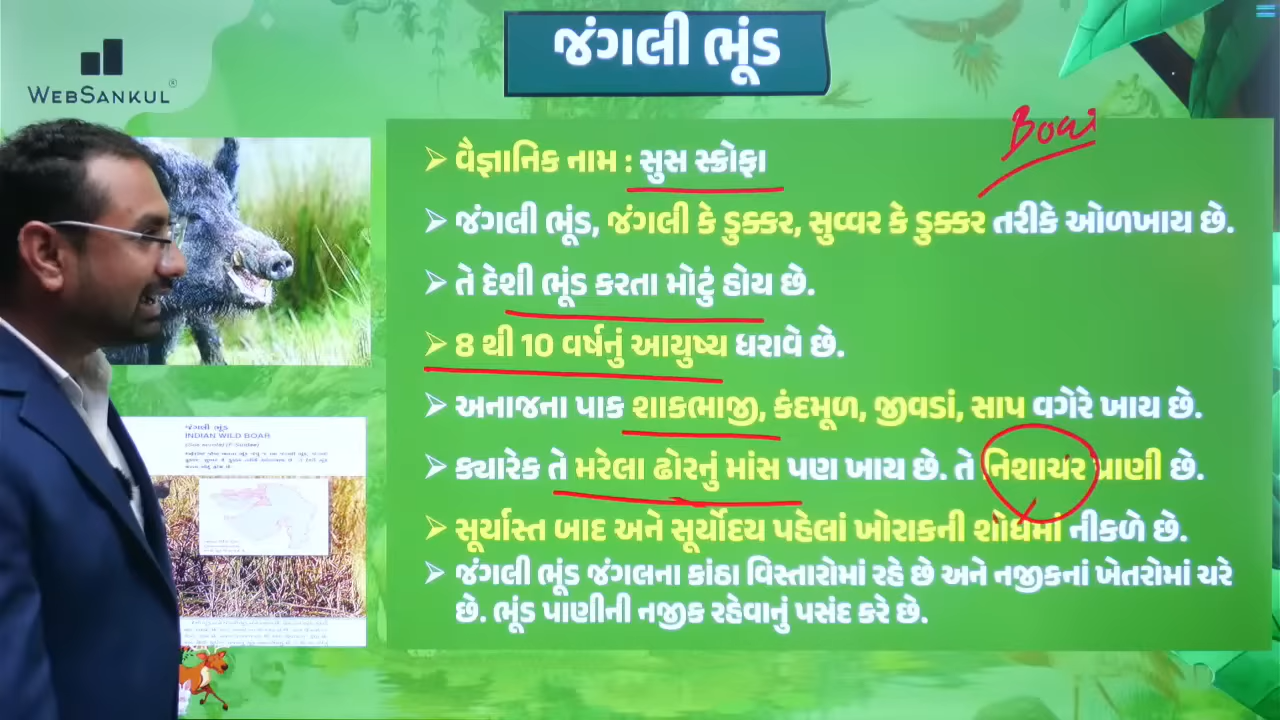 જંગલી ભૂંડ
WEBSANKUL®
Boar
➤ વૈજ્ઞાનિક નામ : સુસ સ્ક્રોફા
➤ જંગલી ભૂંડ, જંગલી કે ડુક્કર, સુવ્વર કે ડુક્કર તરીકે ઓળખાય છે.
➤ તે દેશી ભૂંડ કરતા મોટું હોય છે.
➤ 8 થી 10 વર્ષનું આયુષ્ય ધરાવે છે.
➤ અનાજના પાક શાકભાજી, કંદમૂળ, જીવડાં, સાપ વગેરે ખાય છે.
➤ ક્યારેક તે મરેલા ઢોરનું માંસ પણ ખાય છે. તે નિશાચર પ્રાણી છે.
➤ સૂર્યાસ્ત બાદ અને સૂર્યોદય પહેલાં ખોરાકની શોધમાં નીકળે છે.
➤ જંગલી ભૂંડ જંગલના કાંઠા વિસ્તારોમાં રહે છે અને નજીકનાં ખેતરોમાં ચરે
છે. ભૂંડ પાણીની નજીક રહેવાનું પસંદ કરે છે.
જંગલી ભૂંડ
INDIAN WILD BOAR